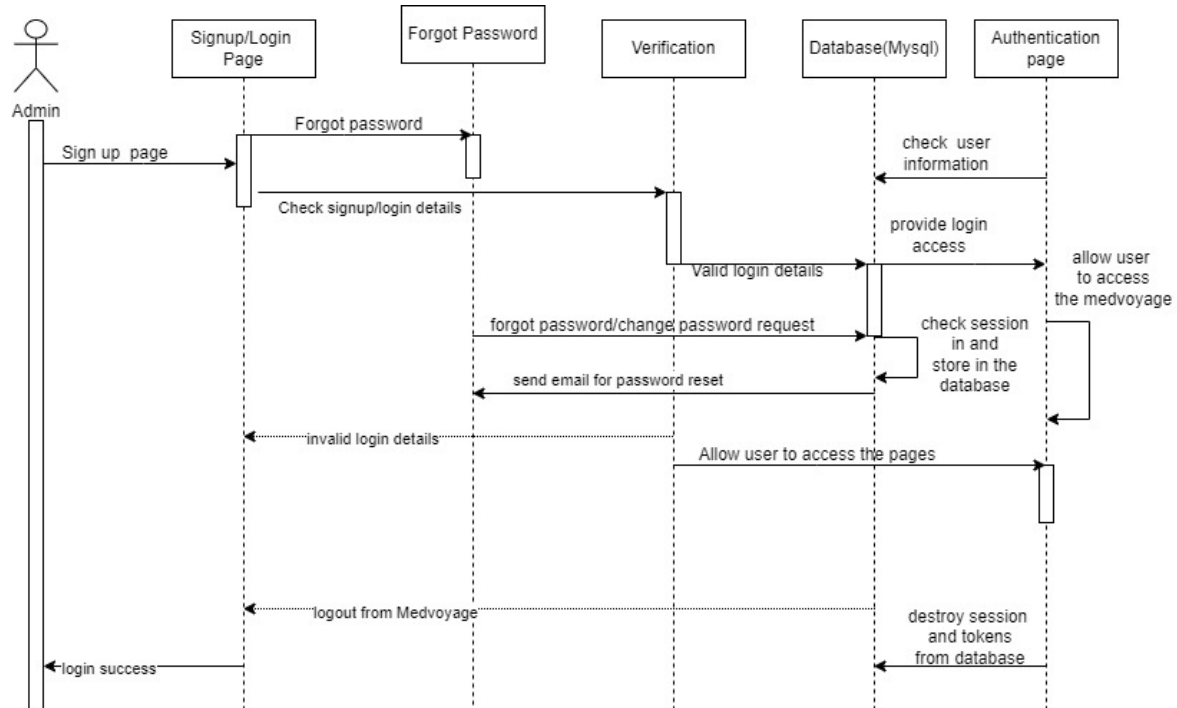 Signup/Login
Page
Forgot Password
Verification
Database(Mysql)
Authentication
page
Admin
Forgot password
Sign up page
check user
information
Check signup/login details
provide login
access
Valid login details
allow user
to access
the medvoyage
forgot password/change password request
check session
in and
store in the
database
send email for password reset
invalid login details
Allow user to access the pages
logout from Medvoyage
destroy session
and tokens
from database
login success